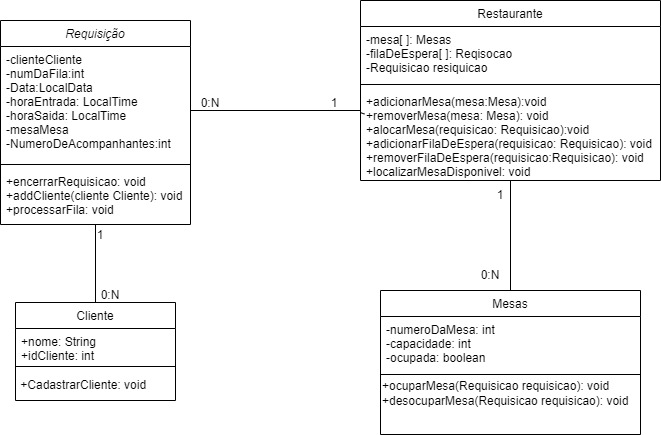 Requisição
-clienteCliente
-numDaFila:int
-Data:LocalData
-horaEntrada: LocalTime
-horaSaida: LocalTime
-mesaMesa
-NumeroDeAcompanhantes:int
+encerrarRequisicao: void
+addCliente(cliente Cliente): void
+processarFila: void
0:N
1
Restaurante
-mesa[ ]: Mesas
-filaDeEspera[ ]: Reqisocao
-Requisicao resiquicao
+adicionarMesa(mesa:Mesa):void
+removerMesa(mesa: Mesa): void
+alocarMesa(requisicao: Requisicao):void
+adicionarFilaDeEspera(requisicao: Requisicao): void
+removerFilaDeEspera(requisicao:Requisicao): void
+localizarMesaDisponivel: void
1
0:N
Cliente
+nome: String
+idCliente: int
+CadastrarCliente: void
1
0:N
Mesas
-numeroDaMesa: int
-capacidade: int
-ocupada: boolean
+ocuparMesa(Requisicao requisicao): void
+desocuparMesa(Requisicao requisicao): void